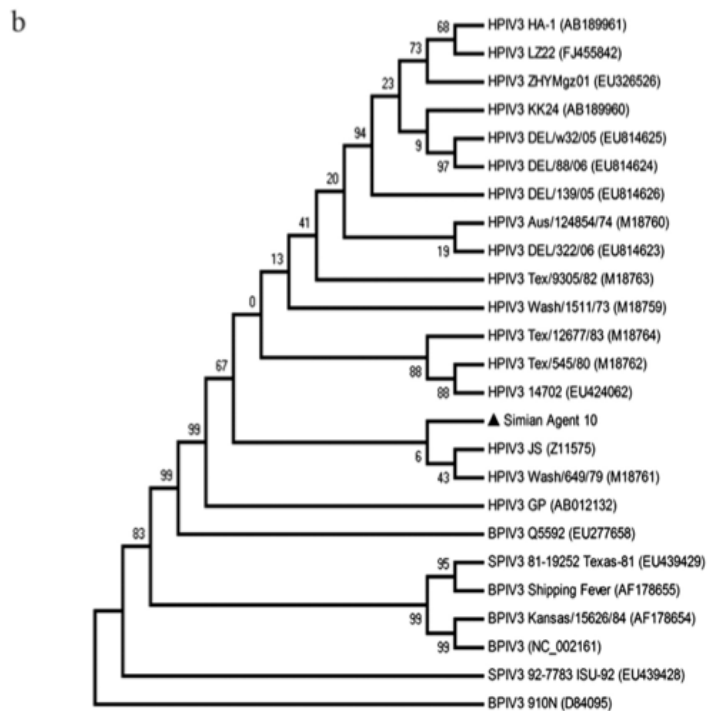 b
68
HPIV3 HA-1 (AB189961)
73
HPIV3 LZ22 (FJ455842)
23
HPIV3 ZHYMgz01 (EU326526)
HPIV3 KK24 (AB189960)
94
9
HPIV3 DEL/w32/05 (EU814625)
97
HPIV3 DEL/88/06 (EU814624)
20
HPIV3 DEL/139/05 (EU814626)
41
HPIV3 Aus/124854/74 (M18760)
19
HPIV3 DEL/322/06 (EU814623)
13
HPIV3 Tex/9305/82 (M18763)
0
HPIV3 Wash/1511/73 (M18759)
HPIV3 Tex/12677/83 (M18764)
67
88
HPIV3 Tex/545/80 (M18762)
88
HPIV3 14702 (EU424062)
99
▲ Simian Agent 10
6
HPIV3 JS (Z11575)
99
43
HPIV3 Wash/649/79 (M18761)
HPIV3 GP (AB012132)
83
BPIV3 Q5592 (EU277658)
95
SPIV3 81-19252 Texas-81 (EU439429)
BPIV3 Shipping Fever (AF178655)
99
BPIV3 Kansas/15626/84 (AF178654)
99
BPIV3 (NC_002161)
SPIV3 92-7783 ISU-92 (EU439428)
BPIV3 910N (D84095)